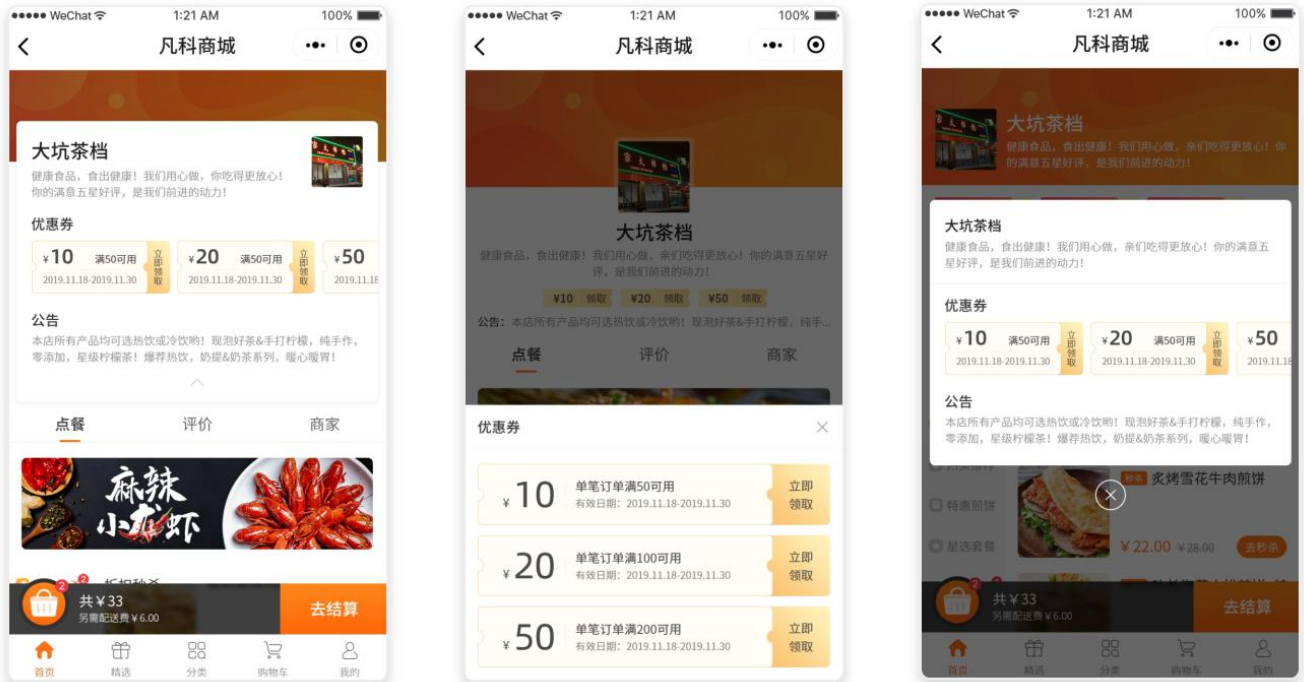 WeChat
1:21 AM
100%
凡科商城
大坑茶档
健康食品，食出健康！我们用心做，你吃得更放心！
你的满意五星好评，是我们前进的动力！
优惠券
¥10 满50可用
2019.11.18-2019.11.30
立即领取
¥20 满50可用
2019.11.18-2019.11.30
立即领取
¥50
2019.11.18
公告
本店所有产品均可选热饮或冷饮哟！现泡好茶&手打柠檬，纯手作，
零添加，星级柠檬茶！爆荐热饮，奶提&奶茶系列，暖心暖胃！
点餐 评价 商家
麻辣
小龙虾
2
2
共¥33
另需配送费¥6.00
去结算
首页 精选 分类 购物车 我的
WeChat
1:21 AM
100%
凡科商城
大坑茶档
健康食品，食出健康！我们用心做，亲们吃得更放心！你的满意五星好
评，是我们前进的动力！
¥10 领取 ¥20 领取 ¥50 领取
公告：本店所有产品均可选热饮或冷饮哟！现泡好茶&手打柠檬，纯手...
点餐 评价 商家
优惠券
¥10
单笔订单满50可用
有效日期：2019.11.18-2019.11.30
立即
领取
¥20
单笔订单满100可用
有效日期：2019.11.18-2019.11.30
立即
领取
¥50
单笔订单满200可用
有效日期：2019.11.18-2019.11.30
立即
领取
WeChat
1:21 AM
100%
凡科商城
大坑茶档
健康食品，食出健康！我们用心做，亲们吃得更放心！你
的满意五星好评，是我们前进的动力！
大坑茶档
健康食品，食出健康！我们用心做，亲们吃得更放心！你的满意五
星好评，是我们前进的动力！
优惠券
¥10 满50可用
2019.11.18-2019.11.30
立即领取
¥20 满50可用
2019.11.18-2019.11.30
立即领取
¥50
2019.11.18
公告
本店所有产品均可选热饮或冷饮哟！现泡好茶&手打柠檬，纯手作，
零添加，星级柠檬茶！爆荐热饮，奶提&奶茶系列，暖心暖胃！
炙烤雪花牛肉煎饼
特惠煎饼
星选套餐
¥22.00 ¥28.00
去秒杀
2
共¥33
另需配送费¥6.00
去结算
首页 精选 分类 购物车 我的